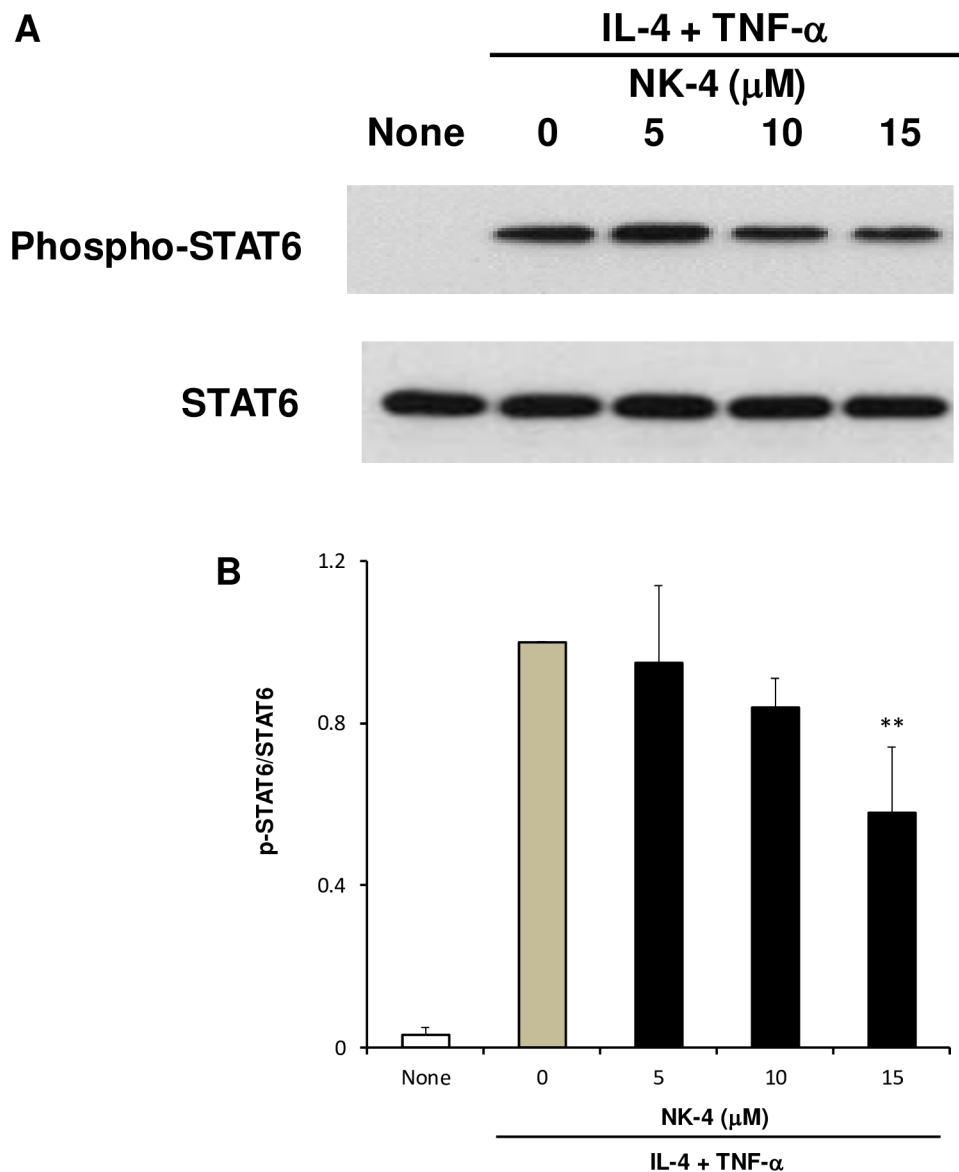 A
IL-4 + TNF-α
NK-4 (μM)
None 0 5 10 15
Phospho-STAT6
STAT6
B
1.2
0.8
0.4
0
p-STAT6/STAT6
**
None 0 5 10 15
NK-4 (μM)
IL-4 + TNF-α